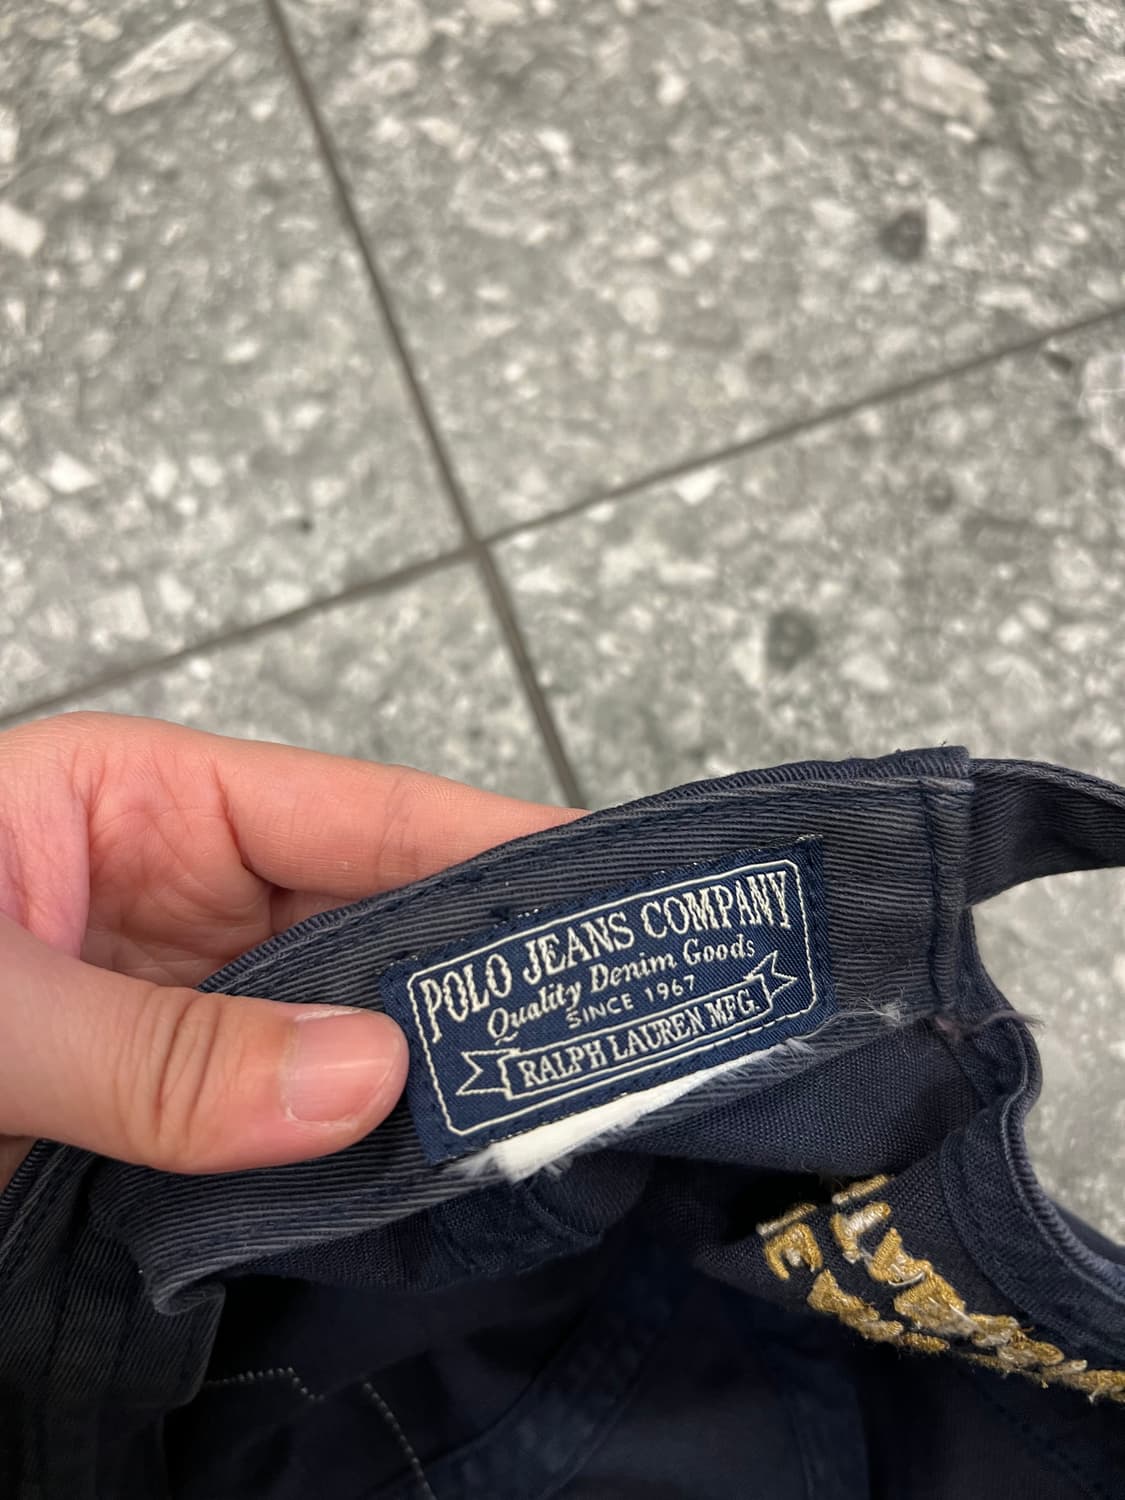 POLO JEANS COMPANY
Quality Denim Goods
SINCE 1967
RALPH LAUREN MFG.